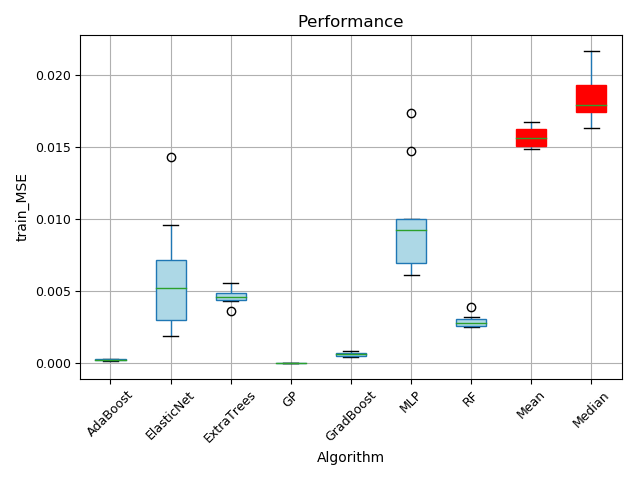 Performance
train_MSE
0.020
0.015
0.010
0.005
0.000
AdaBoost
ElasticNet
ExtraTrees
GP
GradBoost
MLP
RF
Mean
Median
Algorithm